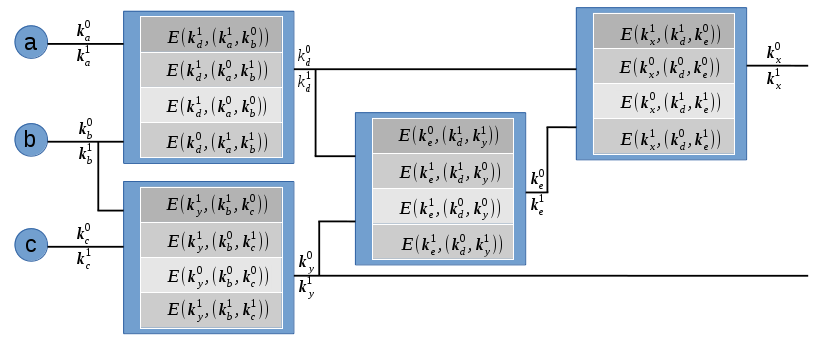 a
b
c
k_a^0
k_a^1
k_b^0
k_b^1
k_c^0
k_c^1
E(k_d^1,(k_a^1,k_b^0))
E(k_d^1,(k_a^0,k_b^1))
E(k_d^0,(k_a^0,k_b^0))
E(k_d^0,(k_a^1,k_b^1))
E(k_y^1,(k_b^1,k_c^0))
E(k_y^1,(k_b^0,k_c^1))
E(k_y^0,(k_b^0,k_c^0))
E(k_y^1,(k_b^1,k_c^1))
k_d^0
k_d^1
k_y^0
k_y^1
E(k_e^0,(k_d^1,k_y^1))
E(k_e^1,(k_d^1,k_y^0))
E(k_e^1,(k_d^0,k_y^0))
E(k_e^1,(k_d^0,k_y^1))
k_e^0
k_e^1
E(k_x^1,(k_d^1,k_e^0))
E(k_x^0,(k_d^0,k_e^0))
E(k_x^0,(k_d^1,k_e^1))
E(k_x^1,(k_d^0,k_e^1))
k_x^0
k_x^1